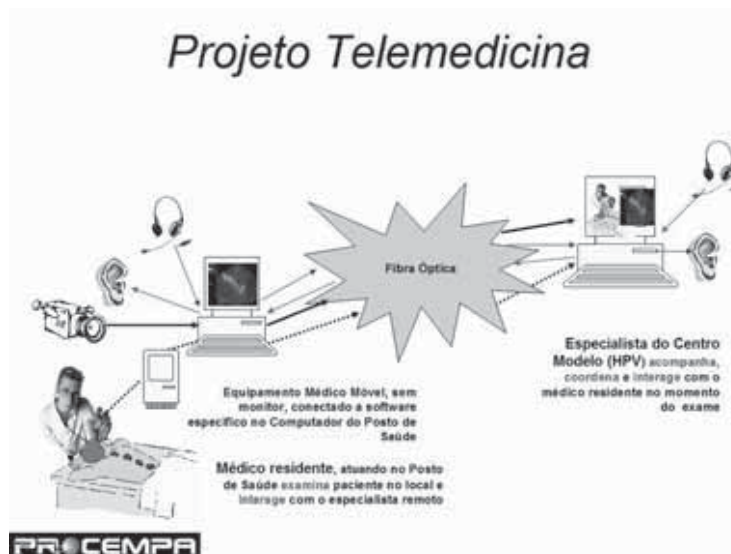 Projeto Telemedicina
Fibra Óptica
Especialista do Centro
Modelo (HPV) acompanha,
coordena e interage com o
médico residente no momento
do exame
Equipamento Médico Móvel, sem
monitor, conectado a software
específico no Computador do Posto de
Saúde
Médico residente, atuando no Posto
de Saúde examina paciente no local e
interage com o especialista remoto
PROCEMPA